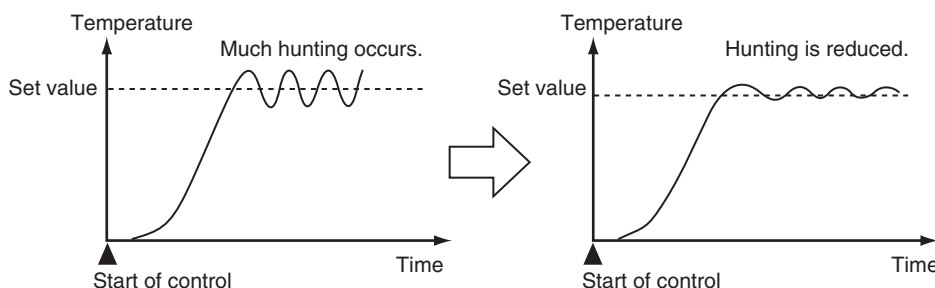 Temperature
Much hunting occurs.
Set value
Time
Start of control
Temperature
Hunting is reduced.
Set value
Time
Start of control